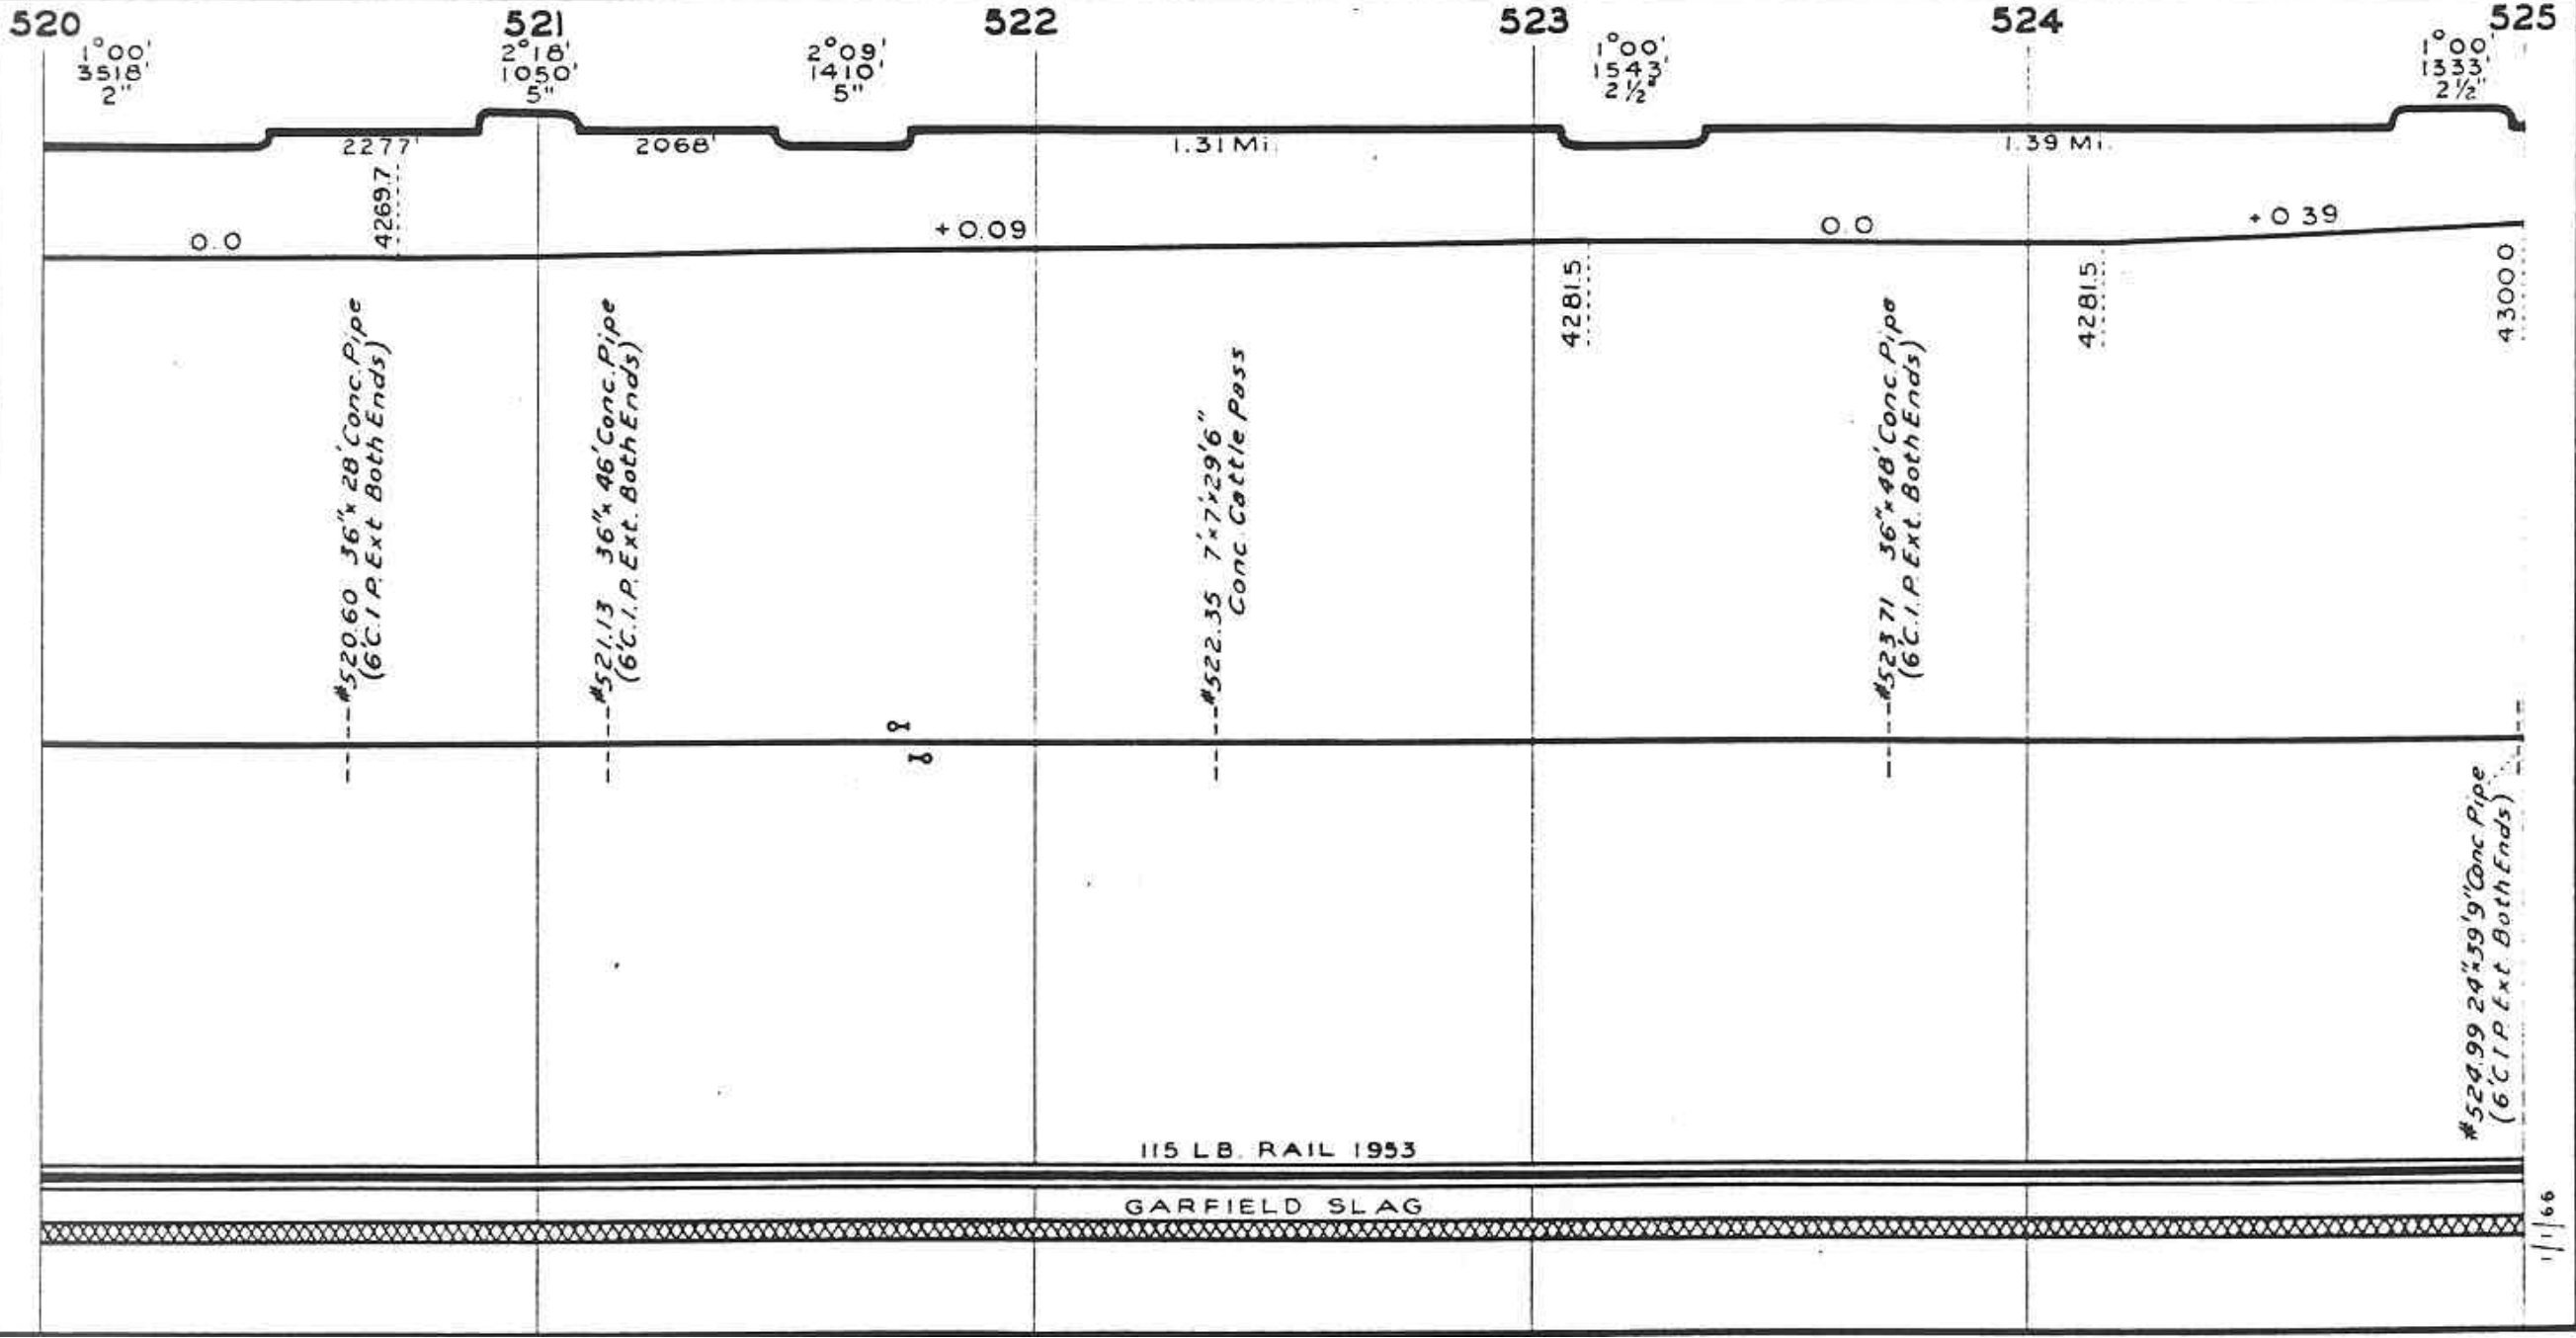 520 521 522 523 524 525
1°00'
3518'
2"
2°18'
1050'
5"
2°09'
1410'
5"
1°00'
1543'
2½"
1°00'
1333'
2½"
2277' 2068' 1.31 Mi. 1.39 Mi.
4269.7
0.0 +0.09 0.0 +0 39
4281.5
4281.5
4300 0
#520.60 36"x 28' Conc. Pipe
(6' C.I P. Ext Both Ends)
#521.13 36"x 46' Conc. Pipe
(6' C.I.P. Ext. Both Ends)
#522.35 7'x7'x29'6"
Conc. Cattle Pass
#523 71 36"x48' Conc. Pipe
(6' C.I.P. Ext. Both Ends)
#524.99 24"x39'9" Conc Pipe
(6' C I P. Ext. Both Ends)
115 LB. RAIL 1953
GARFIELD SLAG
1/1/66